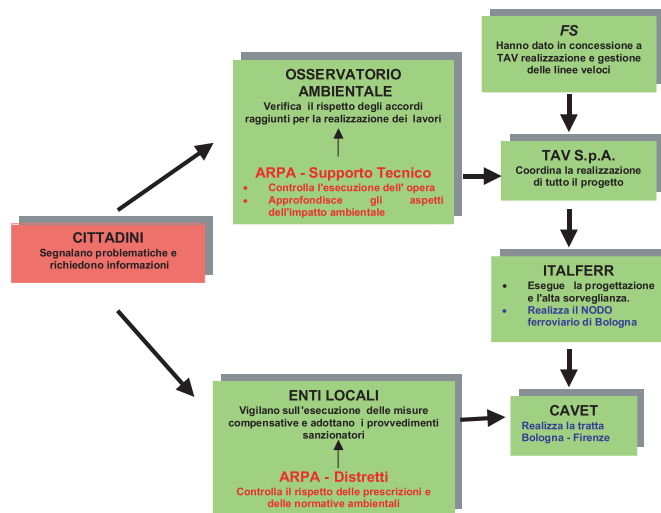 FS
Hanno dato in concessione a
TAV realizzazione e gestione
delle linee veloci
OSSERVATORIO
AMBIENTALE
Verifica il rispetto degli accordi
raggiunti per la realizzazione dei lavori
ARPA - Supporto Tecnico
• Controlla l'esecuzione dell' opera
• Approfondisce gli aspetti
dell'impatto ambientale
TAV S.p.A.
Coordina la realizzazione
di tutto il progetto
CITTADINI
Segnalano problematiche e
richiedono informazioni
ITALFERR
• Esegue la progettazione
e l'alta sorveglianza.
• Realizza il NODO
ferroviario di Bologna
ENTI LOCALI
Vigilano sull'esecuzione delle misure
compensative e adottano i provvedimenti
sanzionatori
ARPA - Distretti
Controlla il rispetto delle prescrizioni e
delle normative ambientali
CAVET
Realizza la tratta
Bologna - Firenze